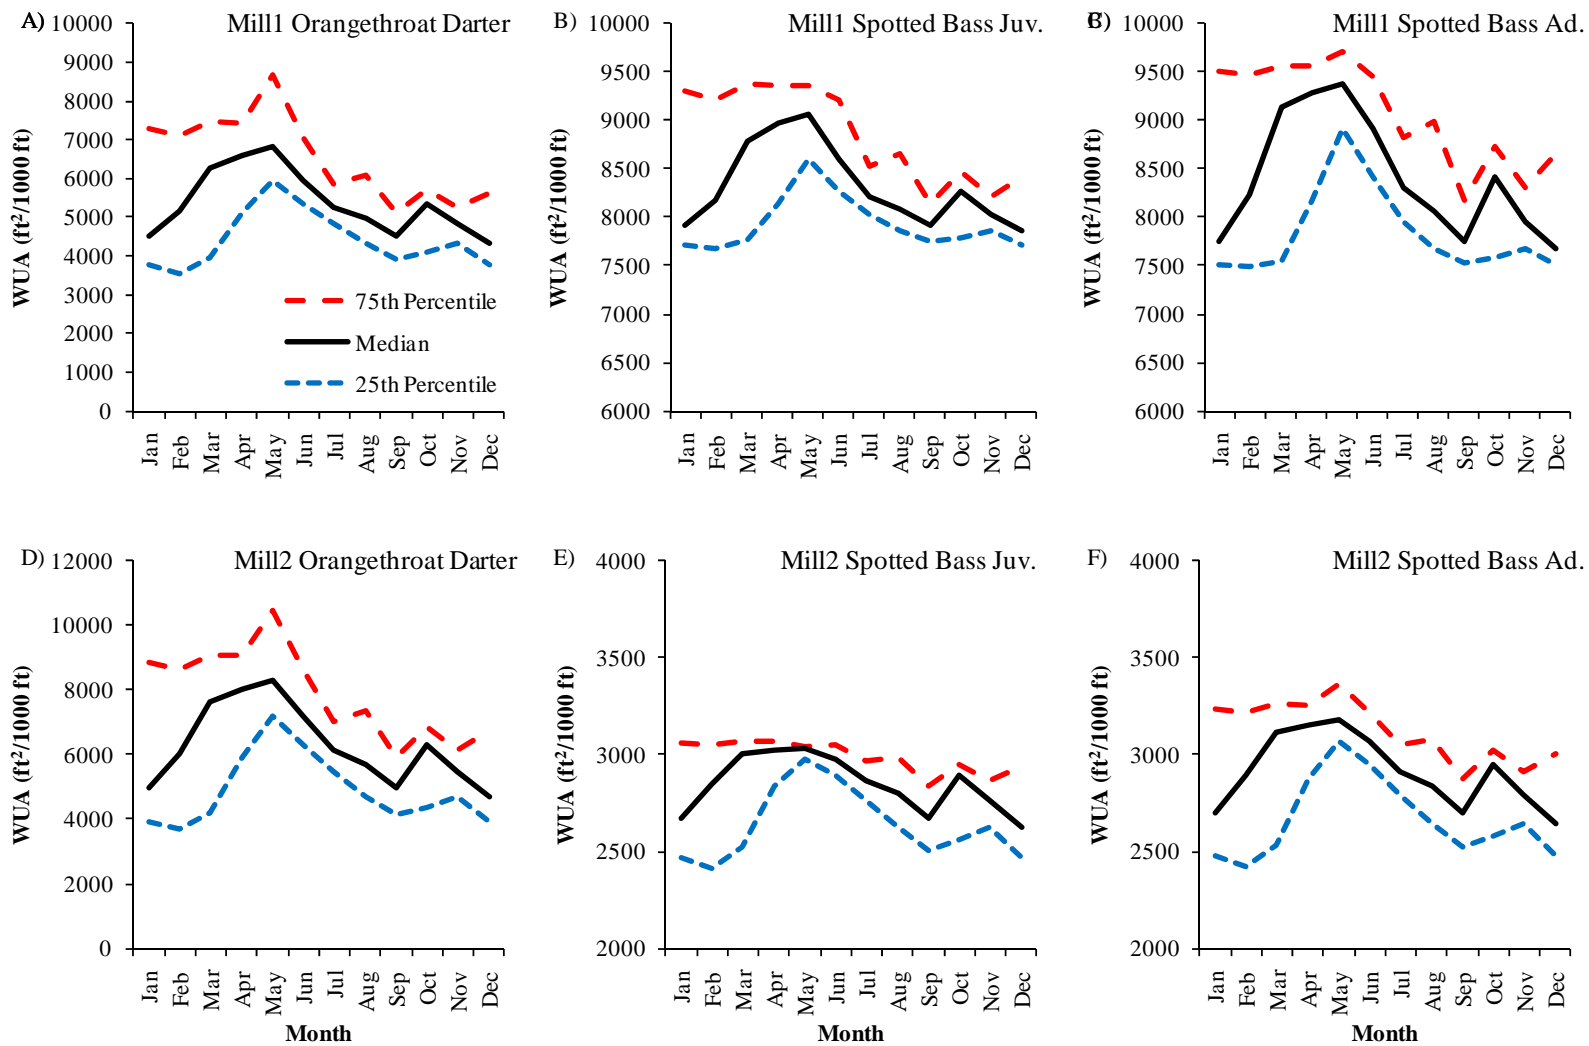 A) Mill1 Orangethroat Darter
WUA (ft²/1000 ft)
10000
9000
8000
7000
6000
5000
4000
3000
2000
1000
0
75th Percentile
Median
25th Percentile
Jan Feb Mar Apr May Jun Jul Aug Sep Oct Nov Dec
B) Mill1 Spotted Bass Juv.
WUA (ft²/1000 ft)
10000
9500
9000
8500
8000
7500
7000
6500
6000
Jan Feb Mar Apr May Jun Jul Aug Sep Oct Nov Dec
Mill1 Spotted Bass Ad.
WUA (ft²/1000 ft)
10000
9500
9000
8500
8000
7500
7000
6500
6000
Jan Feb Mar Apr May Jun Jul Aug Sep Oct Nov Dec
D) Mill2 Orangethroat Darter
WUA (ft²/1000 ft)
12000
10000
8000
6000
4000
2000
0
Jan Feb Mar Apr May Jun Jul Aug Sep Oct Nov Dec
Month
E) Mill2 Spotted Bass Juv.
WUA (ft²/1000 ft)
4000
3500
3000
2500
2000
Jan Feb Mar Apr May Jun Jul Aug Sep Oct Nov Dec
Month
F) Mill2 Spotted Bass Ad.
WUA (ft²/1000 ft)
4000
3500
3000
2500
2000
Jan Feb Mar Apr May Jun Jul Aug Sep Oct Nov Dec
Month